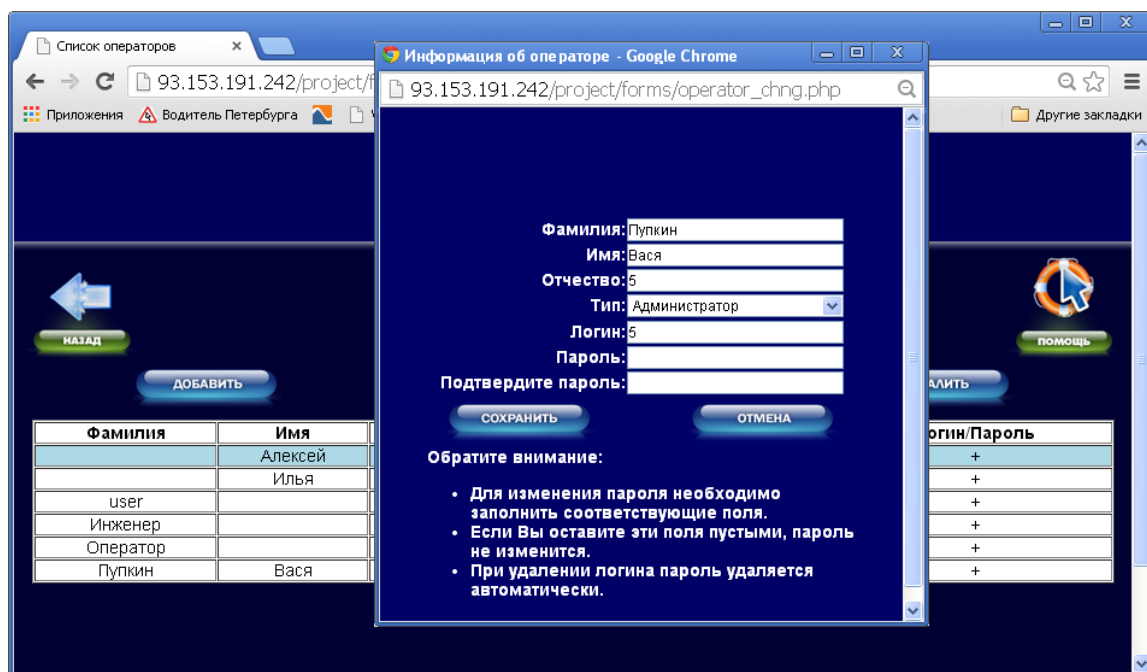 Список операторов
Информация об операторе - Google Chrome
93.153.191.242/project/f
93.153.191.242/project/forms/operator_chng.php
Приложения
Водитель Петербурга
Другие закладки
Фамилия: Пупкин
Имя: Вася
Отчество: 5
Тип: Администратор
Логин: 5
Пароль:
Подтвердите пароль:
СОХРАНИТЬ ОТМЕНА
Обратите внимание:
• Для изменения пароля необходимо
заполнить соответствующие поля.
• Если Вы оставите эти поля пустыми, пароль
не изменится.
• При удалении логина пароль удаляется
автоматически.
НАЗАД
ПОМОЩЬ
ДОБАВИТЬ
АЛИТЬ
Фамилия Имя огин/Пароль
Алексей +
Илья +
user +
Инженер +
Оператор +
Пупкин Вася +